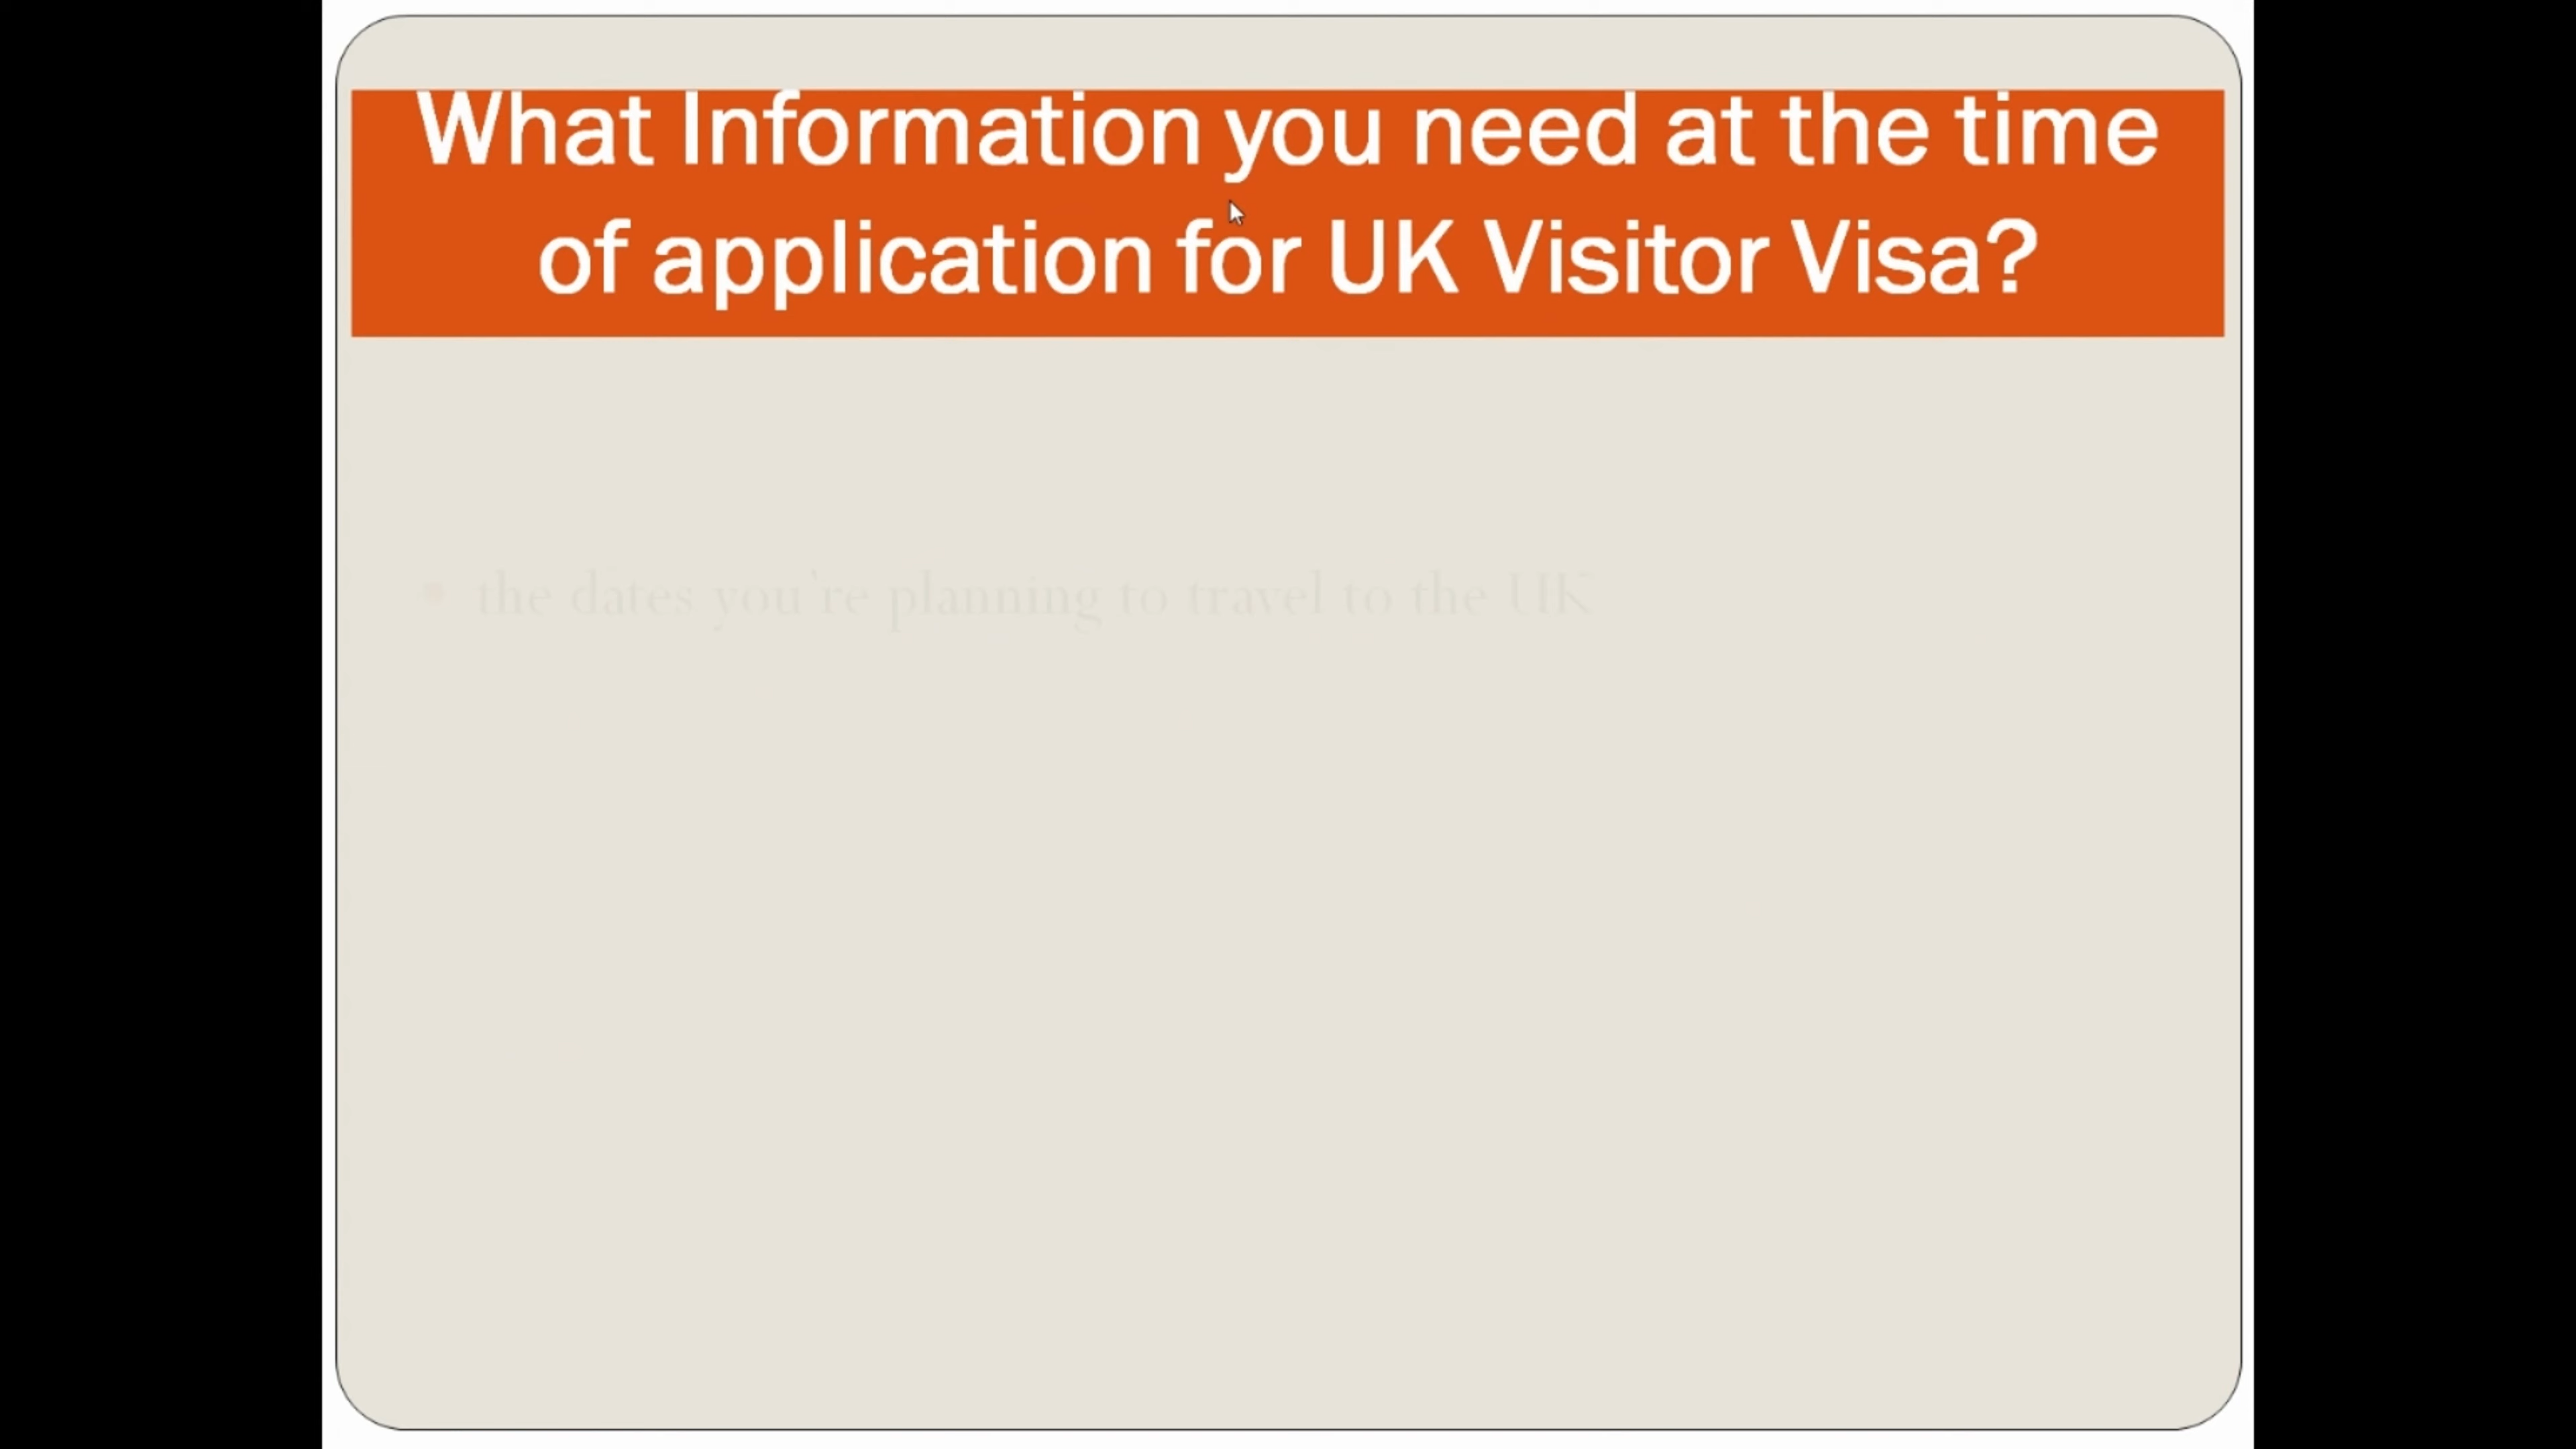 What Information you need at the time
of application for UK Visitor Visa?
• the dates you're planning to travel to the UK